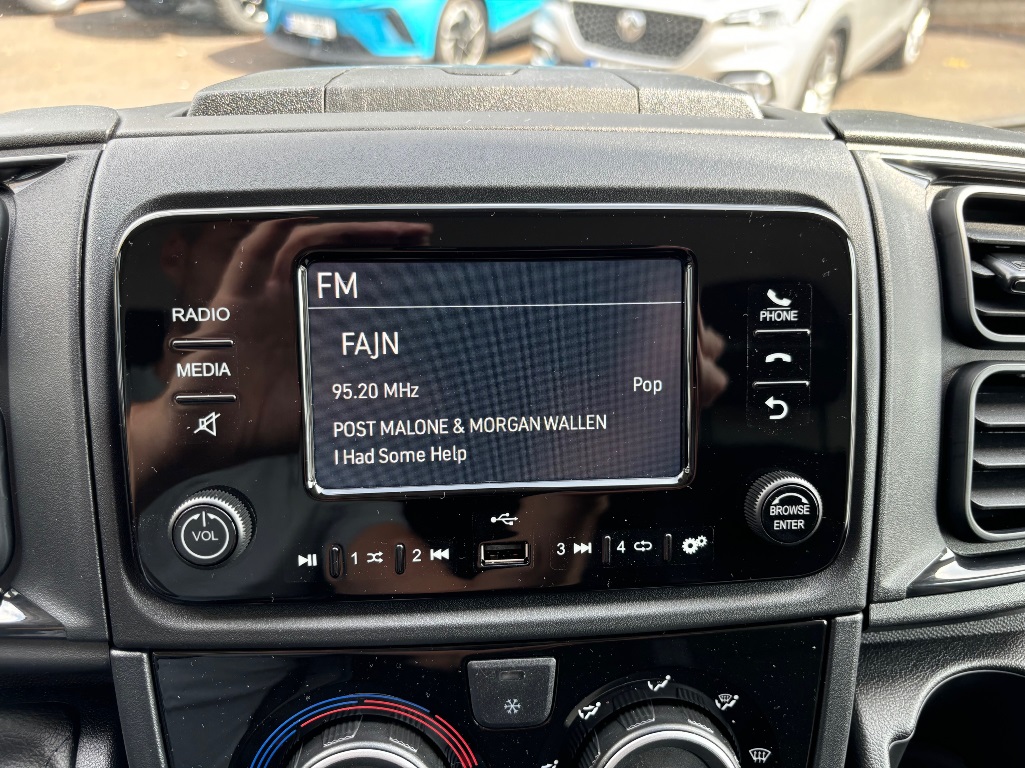 FM
FAJN
95.20 MHz
Pop
POST MALONE & MORGAN WALLEN
I Had Some Help
RADIO
MEDIA
VOL
PHONE
BROWSE
ENTER
1
2
3
4